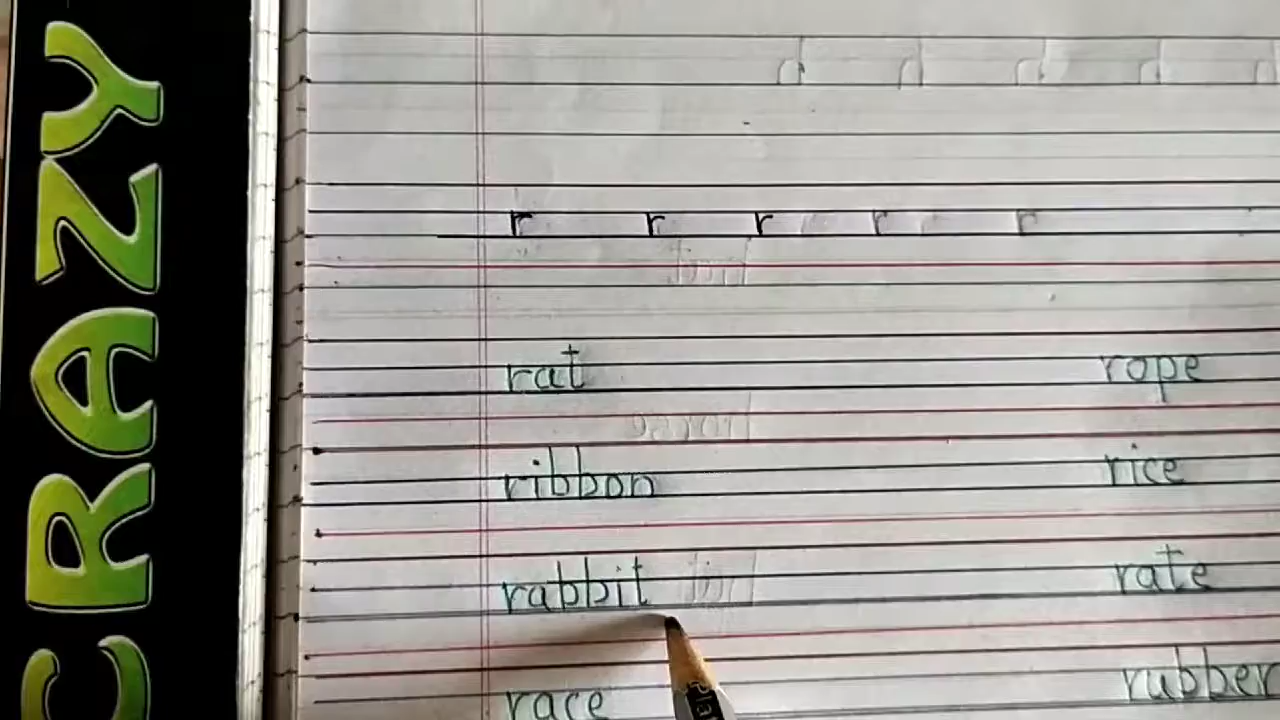 CRAZY
r r r r r
rat rope
ribbon rice
rabbit rate
race rubber